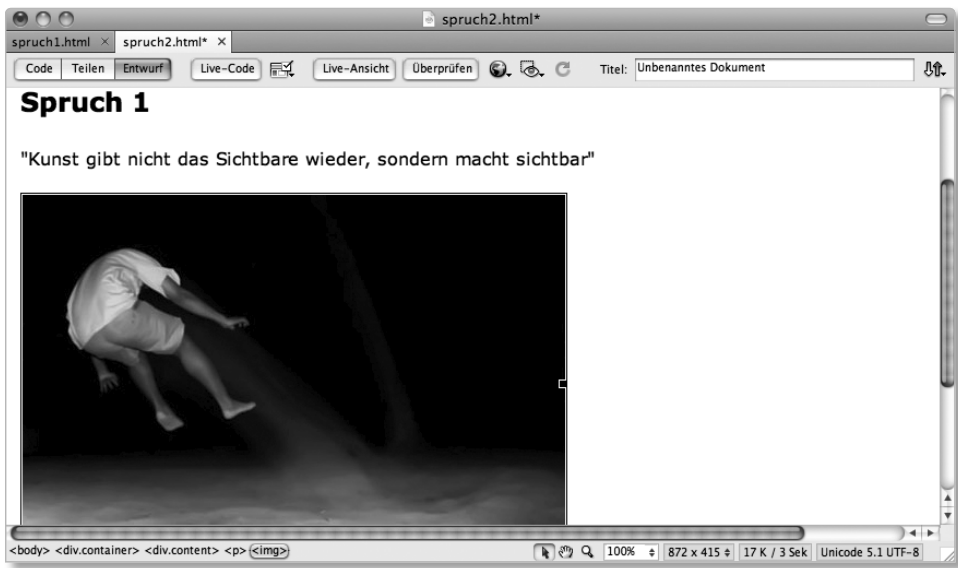 spruch2.html*
spruch1.html × spruch2.html* ×
Code Teilen Entwurf Live-Code Live-Ansicht Überprüfen Titel: Unbenanntes Dokument
Spruch 1
"Kunst gibt nicht das Sichtbare wieder, sondern macht sichtbar"
<body> <div.container> <div.content> <p> <img> 100% 872 x 415 17 K / 3 Sek Unicode 5.1 UTF-8